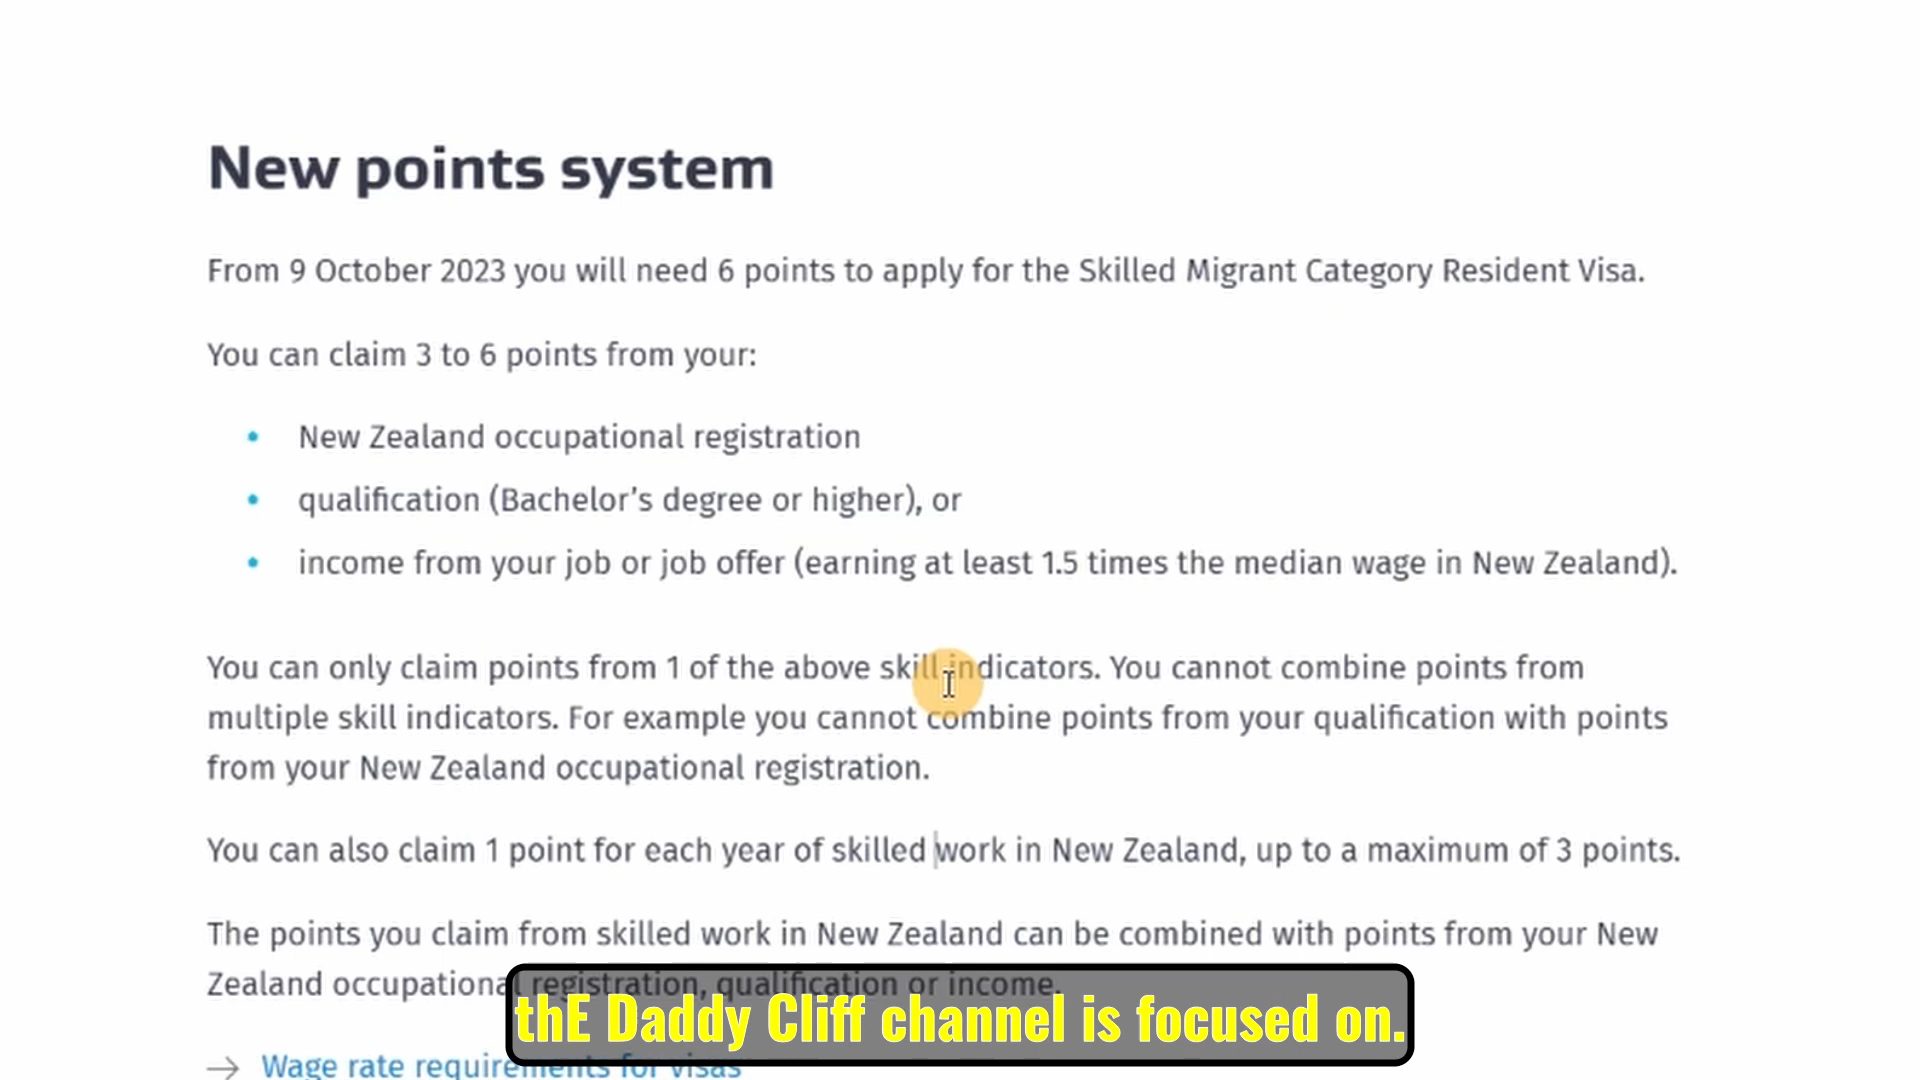 New points system
From 9 October 2023 you will need 6 points to apply for the Skilled Migrant Category Resident Visa.
You can claim 3 to 6 points from your:
• New Zealand occupational registration
• qualification (Bachelor’s degree or higher), or
• income from your job or job offer (earning at least 1.5 times the median wage in New Zealand).
You can only claim points from 1 of the above skill indicators. You cannot combine points from
multiple skill indicators. For example you cannot combine points from your qualification with points
from your New Zealand occupational registration.
You can also claim 1 point for each year of skilled work in New Zealand, up to a maximum of 3 points.
The points you claim from skilled work in New Zealand can be combined with points from your New
Zealand occupational registration, qualification or income.
thE Daddy Cliff channel is focused on.
→ Wage rate requirements for visas